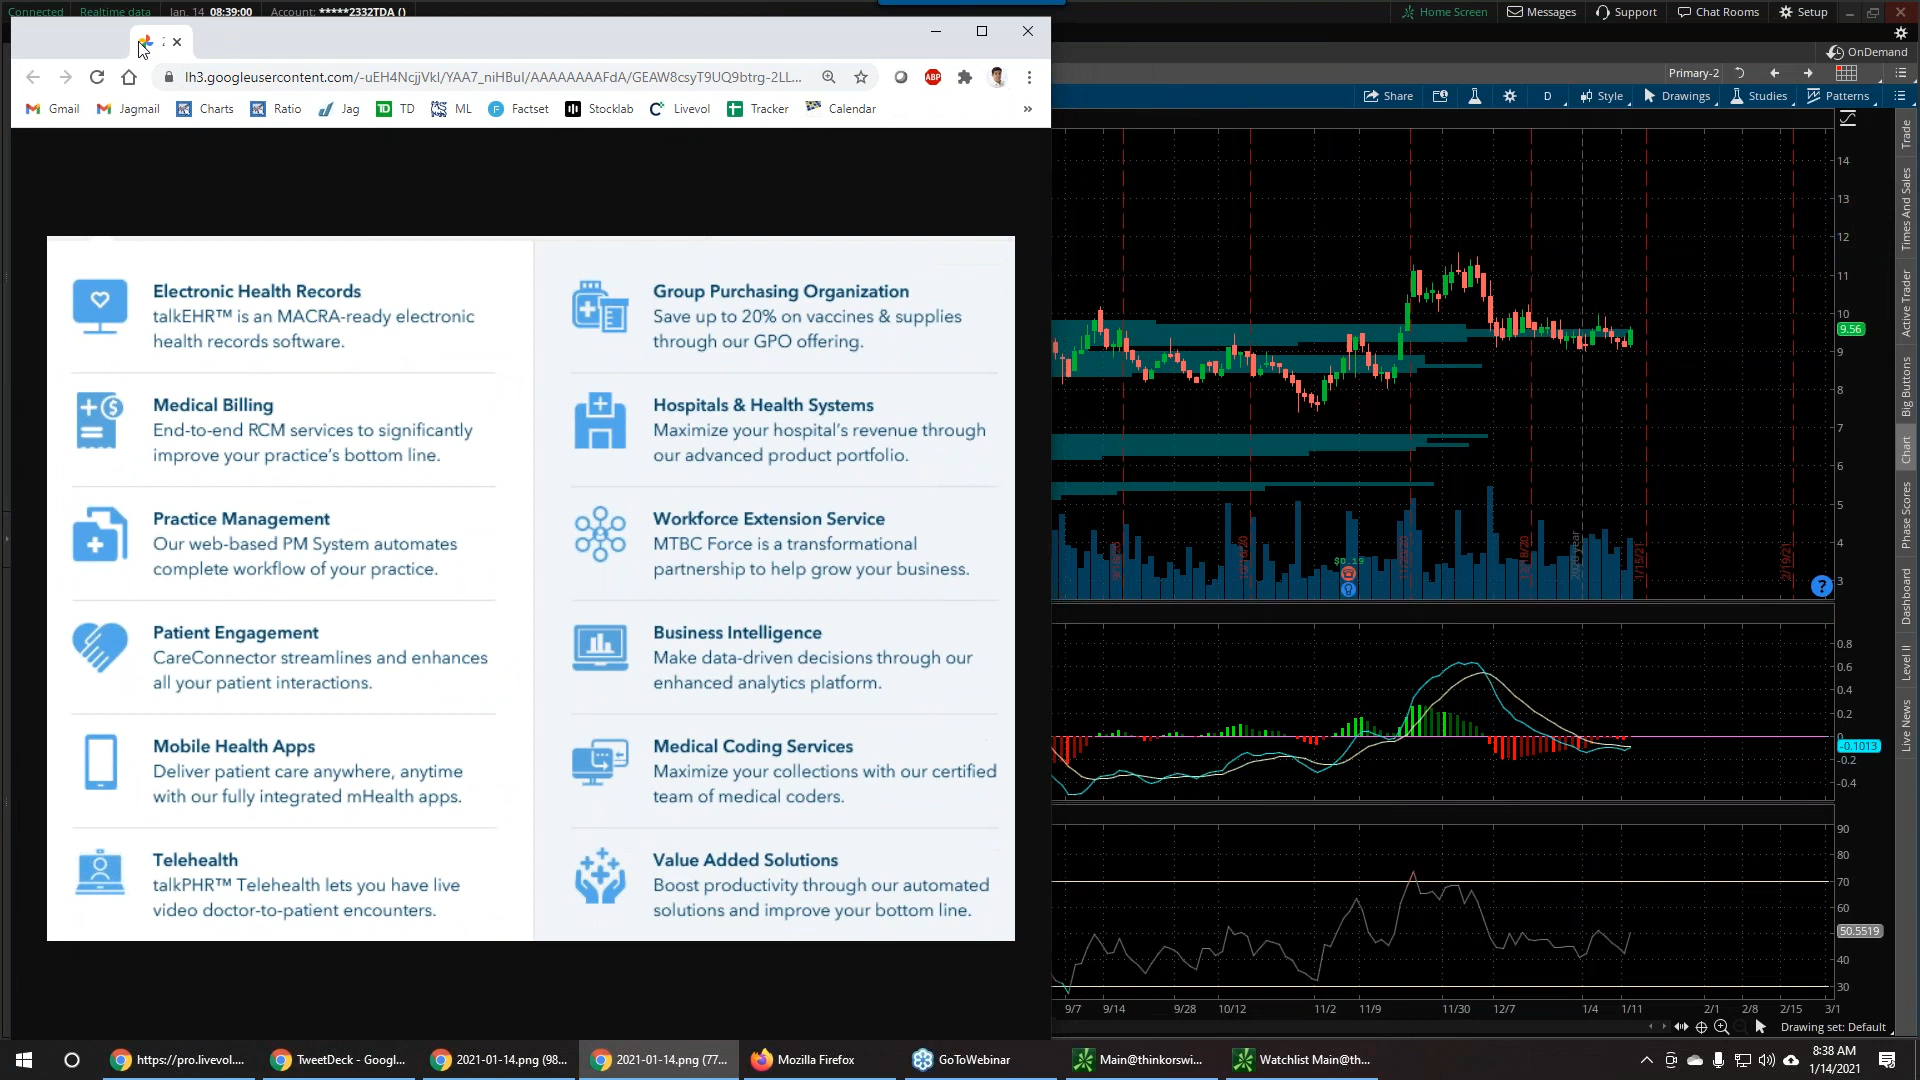 Connected Realtime data Jan. 14 08:39:00 Account: *****2332TDA ()
Home Screen Messages Support Chat Rooms Setup
OnDemand
lh3.googleusercontent.com/-uEH4NcjjVkI/YAA7_niHBuI/AAAAAAAAFdA/GEAW8csyT9UQ9btrg-2LL...
Primary-2
Gmail Jagmail Charts Ratio Jag TD ML Factset Stocklab Livevol Tracker Calendar »
Share D Style Drawings Studies Patterns
Electronic Health Records
talkEHR™ is an MACRA-ready electronic
health records software.
Medical Billing
End-to-end RCM services to significantly
improve your practice's bottom line.
Practice Management
Our web-based PM System automates
complete workflow of your practice.
Patient Engagement
CareConnector streamlines and enhances
all your patient interactions.
Mobile Health Apps
Deliver patient care anywhere, anytime
with our fully integrated mHealth apps.
Telehealth
talkPHR™ Telehealth lets you have live
video doctor-to-patient encounters.
Group Purchasing Organization
Save up to 20% on vaccines & supplies
through our GPO offering.
Hospitals & Health Systems
Maximize your hospital's revenue through
our advanced product portfolio.
Workforce Extension Service
MTBC Force is a transformational
partnership to help grow your business.
Business Intelligence
Make data-driven decisions through our
enhanced analytics platform.
Medical Coding Services
Maximize your collections with our certified
team of medical coders.
Value Added Solutions
Boost productivity through our automated
solutions and improve your bottom line.
14
13
12
11
10
9.56
9
8
7
6
5
4
3
$0.19
11/20/20
2020 year
1/15/21
2/19/21
0.8
0.6
0.4
0.2
0
-0.1013
-0.2
-0.4
90
80
70
60
50.5519
40
30
9/7 9/14 9/28 10/12 11/2 11/9 11/30 12/7 1/4 1/11 2/1 2/8 2/15 3/1
Drawing set: Default
Trade
Times And Sales
Active Trader
Big Buttons
Chart
Phase Scores
Dashboard
Level II
Live News
https://pro.livevol.... TweetDeck - Googl... 2021-01-14.png (98... 2021-01-14.png (77... Mozilla Firefox GoToWebinar Main@thinkorswi... Watchlist Main@th...
8:38 AM
1/14/2021